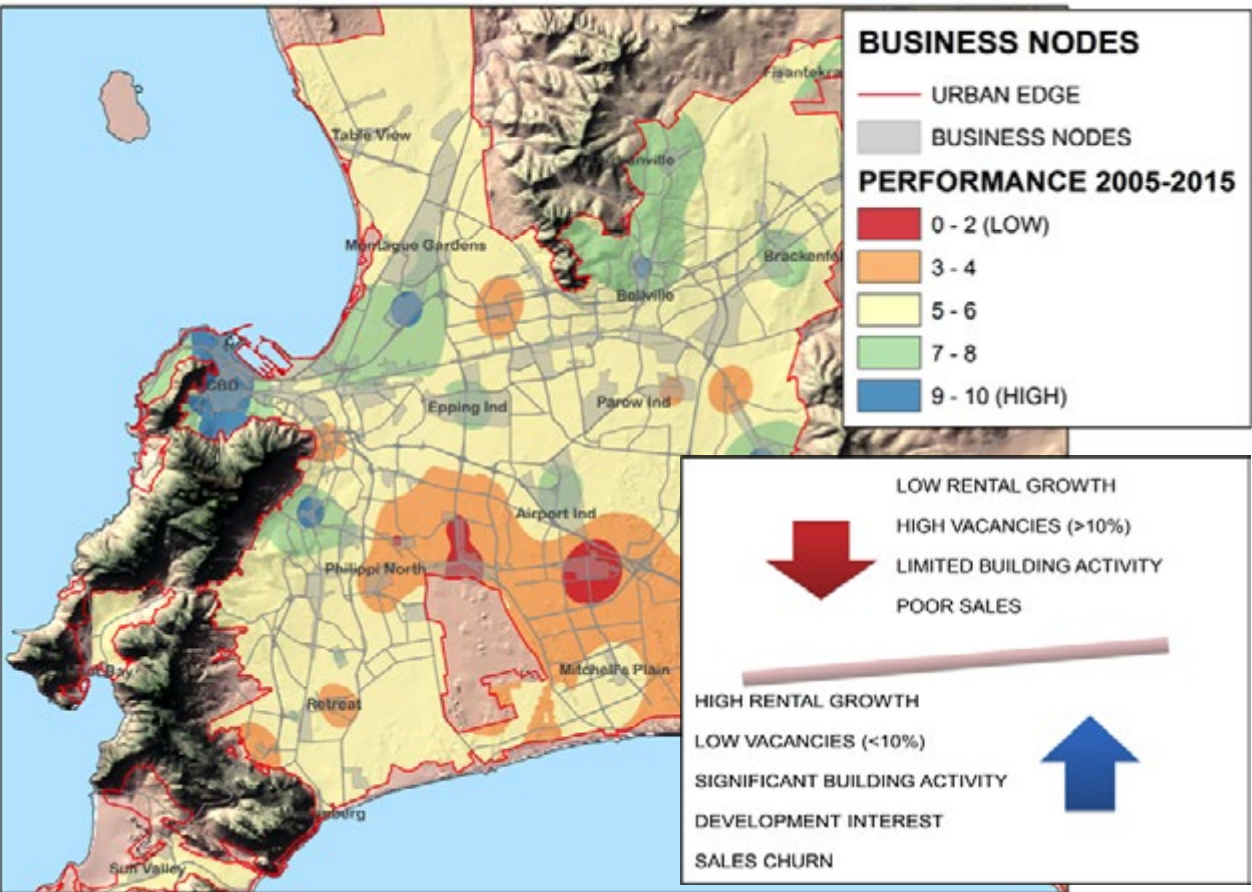 BUSINESS NODES
URBAN EDGE
BUSINESS NODES
PERFORMANCE 2005-2015
0 - 2 (LOW)
3 - 4
5 - 6
7 - 8
9 - 10 (HIGH)
Table View
Montague Gardens
Bellville
CBD
Epping Ind
Parow Ind
Airport Ind
Philippi North
Mitchell's Plain
Retreat
Sun Valley
LOW RENTAL GROWTH
HIGH VACANCIES (>10%)
LIMITED BUILDING ACTIVITY
POOR SALES
HIGH RENTAL GROWTH
LOW VACANCIES (<10%)
SIGNIFICANT BUILDING ACTIVITY
DEVELOPMENT INTEREST
SALES CHURN